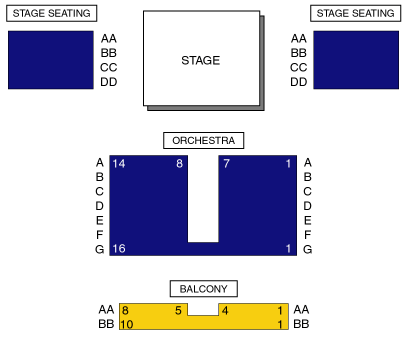 STAGE SEATING
STAGE SEATING
AA
BB
CC
DD
STAGE
AA
BB
CC
DD
ORCHESTRA
A 14 8 7 1 A
B B
C C
D D
E E
F F
G 16 1 G
BALCONY
AA 8 5 4 1 AA
BB 10 1 BB